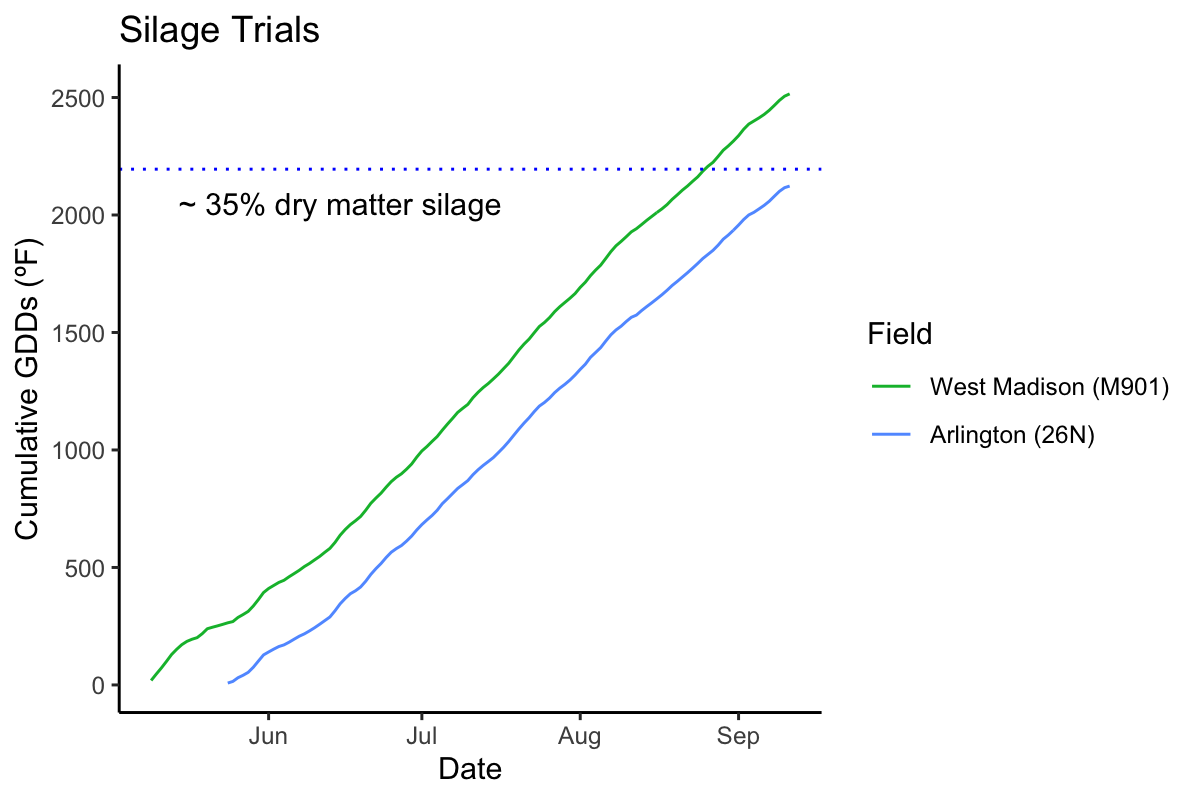 Silage Trials
2500
2000
1500
1000
500
0
Cumulative GDDs (ºF)
~ 35% dry matter silage
Jun Jul Aug Sep
Date
Field
West Madison (M901)
Arlington (26N)